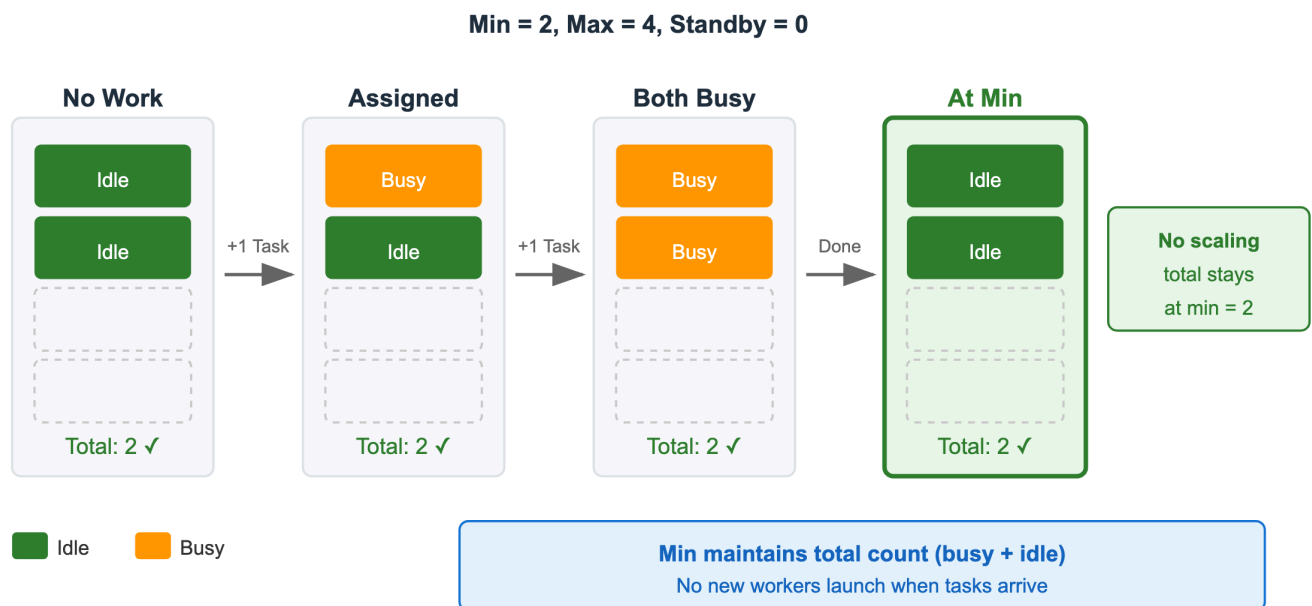 Min = 2, Max = 4, Standby = 0
No Work
Idle
Idle
Total: 2 ✓
+1 Task
Assigned
Busy
Idle
Total: 2 ✓
+1 Task
Both Busy
Busy
Busy
Total: 2 ✓
Done
At Min
Idle
Idle
Total: 2 ✓
No scaling
total stays
at min = 2
Idle
Busy
Min maintains total count (busy + idle)
No new workers launch when tasks arrive